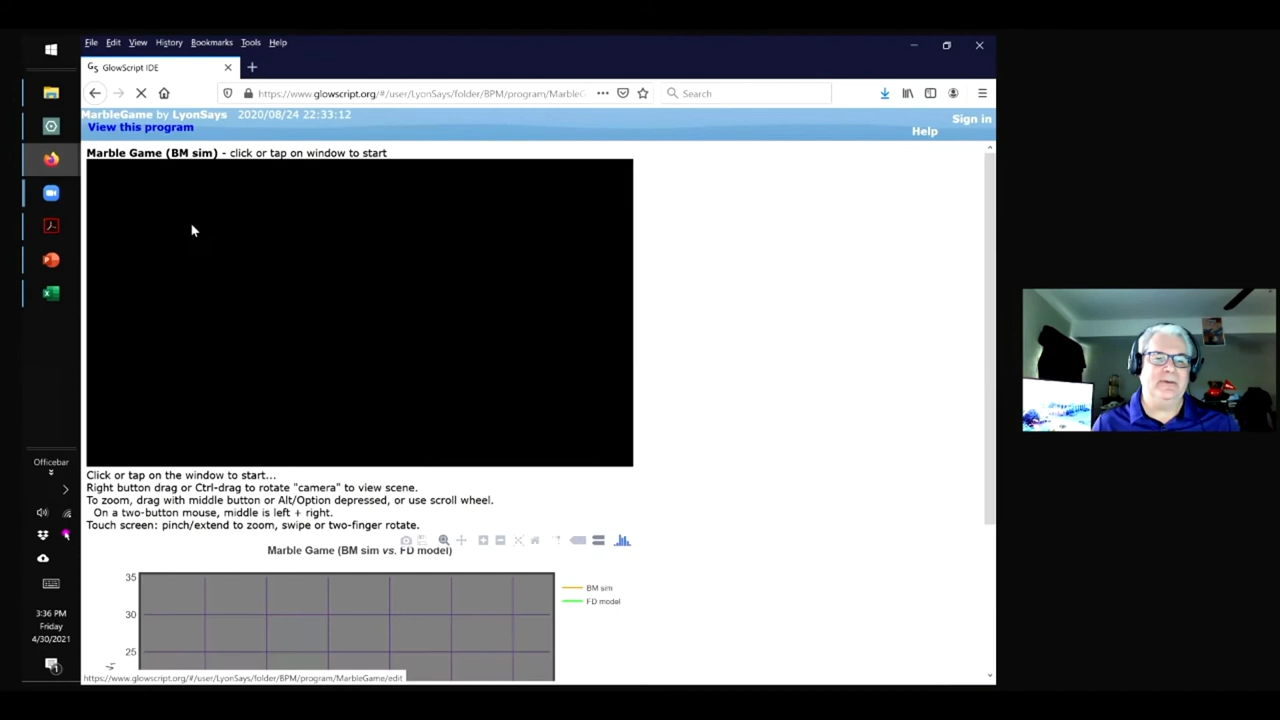 File Edit View History Bookmarks Tools Help
GlowScript IDE
https://www.glowscript.org/#/user/LyonSays/folder/BPM/program/MarbleG
Search
MarbleGame by LyonSays 2020/08/24 22:33:12
Sign in
View this program
Help
Marble Game (BM sim) - click or tap on window to start
Click or tap on the window to start...
Right button drag or Ctrl-drag to rotate "camera" to view scene.
To zoom, drag with middle button or Alt/Option depressed, or use scroll wheel.
On a two-button mouse, middle is left + right.
Touch screen: pinch/extend to zoom, swipe or two-finger rotate.
Marble Game (BM sim vs. FD model)
35
30
25
BM sim
FD model
https://www.glowscript.org/#/user/LyonSays/folder/BPM/program/MarbleGame/edit
Officebar
3:36 PM
Friday
4/30/2021